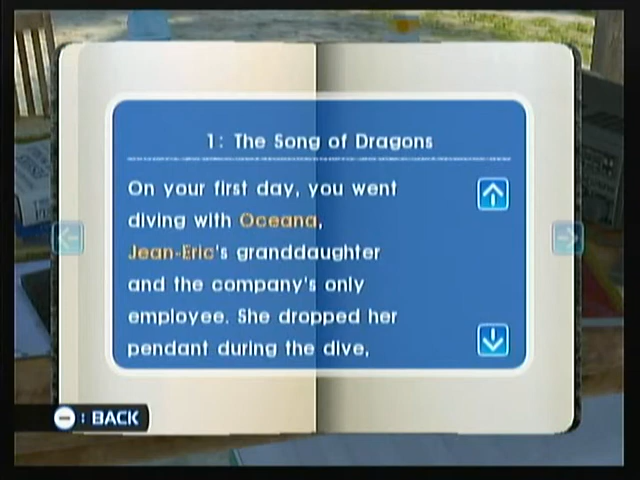 1: The Song of Dragons
On your first day, you went
diving with Oceana,
Jean-Eric's granddaughter
and the company's only
employee. She dropped her
pendant during the dive,
- : BACK